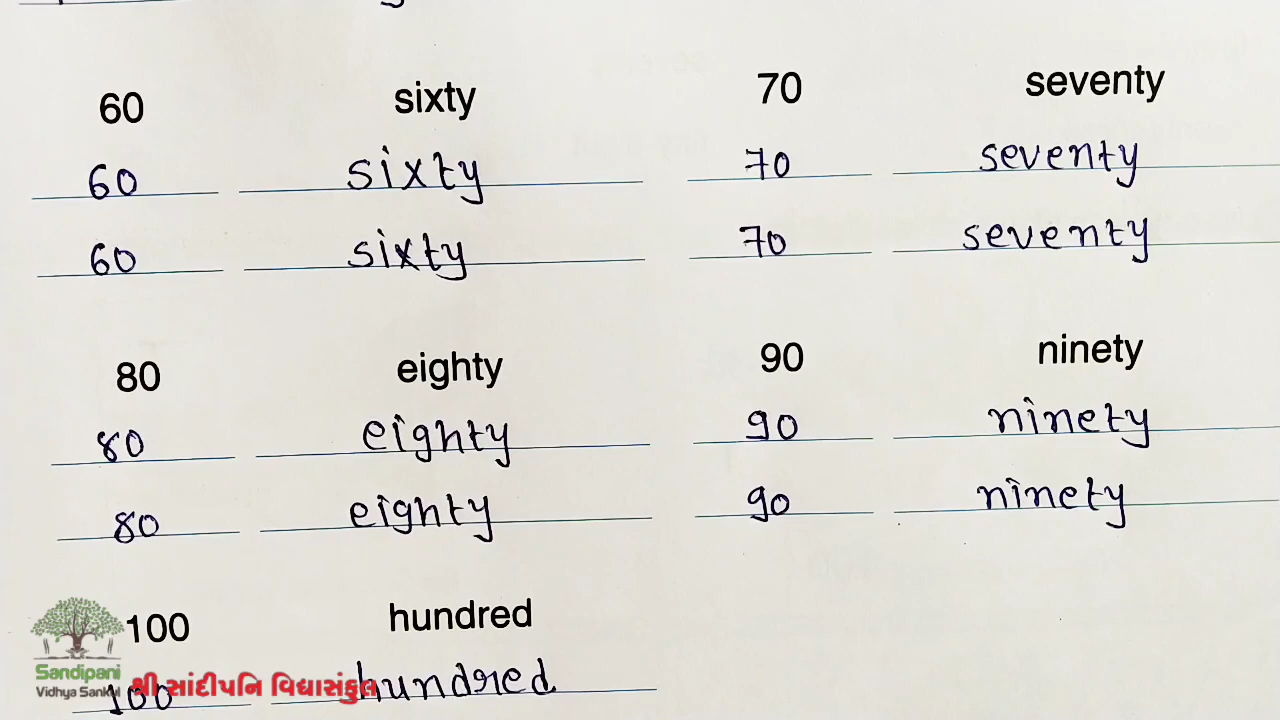 60 sixty 70 seventy
60 sixty 70 seventy
60 sixty 70 seventy
80 eighty 90 ninety
80 eighty 90 ninety
80 eighty 90 ninety
100 hundred
100 hundred
Sandipani
Vidhya Sankul
શ્રી સાંદીપનિ વિદ્યાસંકુલ